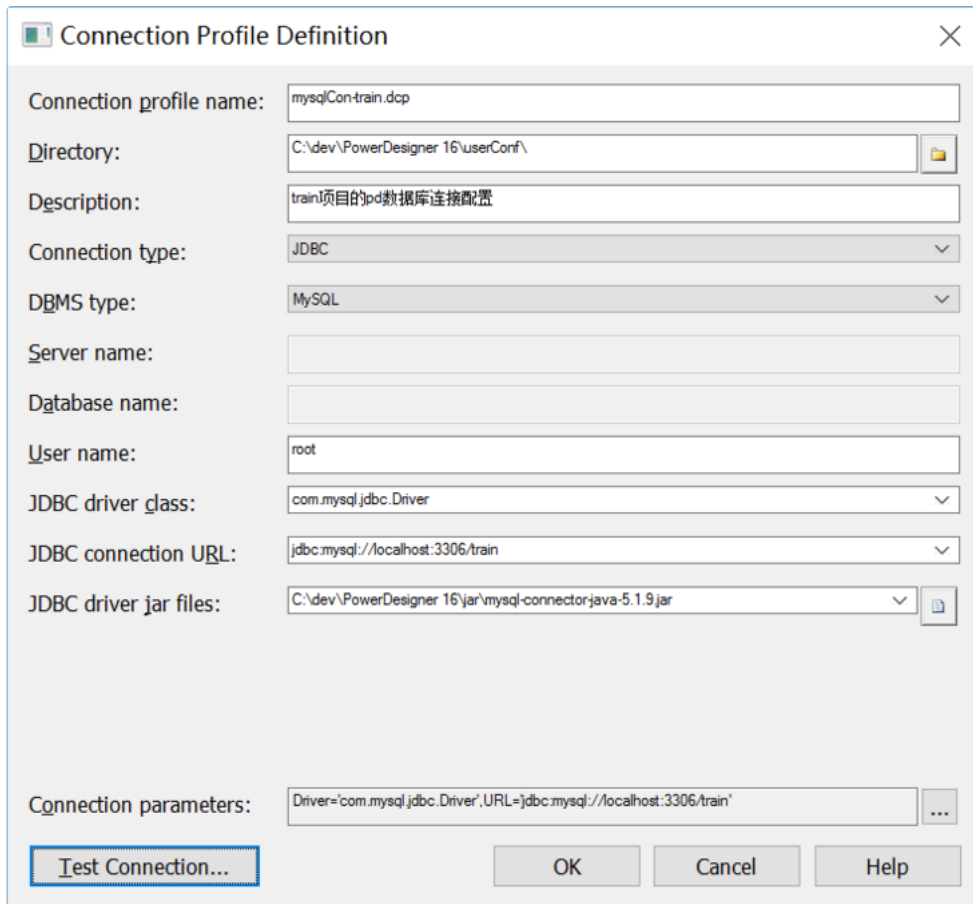 Connection Profile Definition
Connection profile name: mysqlCon-train.dcp
Directory: C:\dev\PowerDesigner 16\userConf\
Description: train项目的pd数据库连接配置
Connection type: JDBC
DBMS type: MySQL
Server name:
Database name:
User name: root
JDBC driver class: com.mysql.jdbc.Driver
JDBC connection URL: jdbc:mysql://localhost:3306/train
JDBC driver jar files: C:\dev\PowerDesigner 16\jar\mysql-connector-java-5.1.9.jar
Connection parameters: Driver='com.mysql.jdbc.Driver',URL='jdbc:mysql://localhost:3306/train' ...
Test Connection... OK Cancel Help